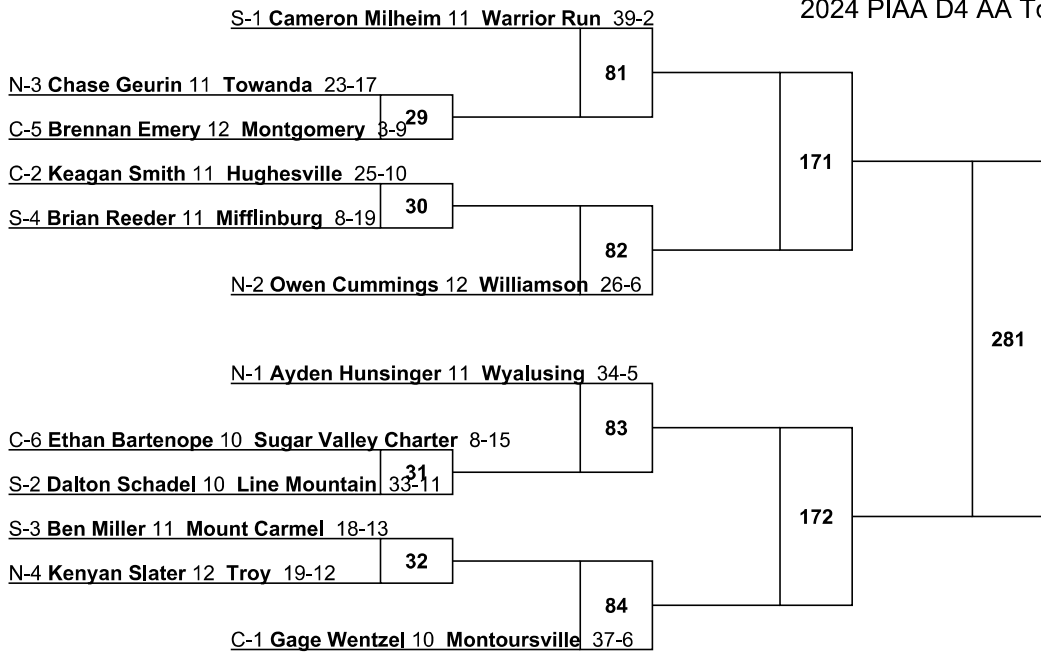 2024 PIAA D4 AA To
S-1 Cameron Milheim 11 Warrior Run 39-2
81
N-3 Chase Geurin 11 Towanda 23-17
29
C-5 Brennan Emery 12 Montgomery 3-9
171
C-2 Keagan Smith 11 Hughesville 25-10
30
S-4 Brian Reeder 11 Mifflinburg 8-19
82
N-2 Owen Cummings 12 Williamson 26-6
281
N-1 Ayden Hunsinger 11 Wyalusing 34-5
83
C-6 Ethan Bartenope 10 Sugar Valley Charter 8-15
31
S-2 Dalton Schadel 10 Line Mountain 33-11
172
S-3 Ben Miller 11 Mount Carmel 18-13
32
N-4 Kenyan Slater 12 Troy 19-12
84
C-1 Gage Wentzel 10 Montoursville 37-6